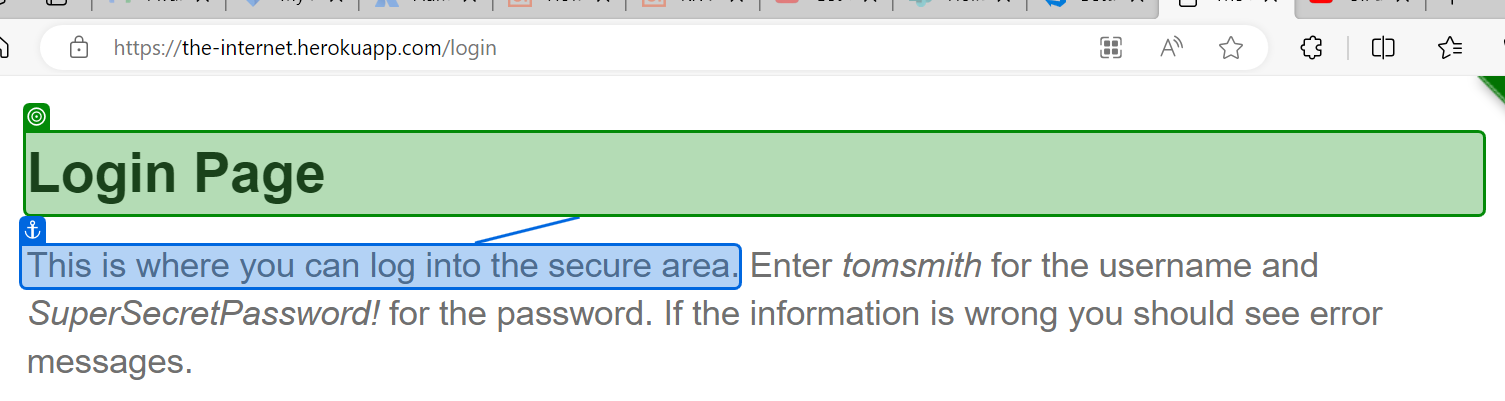 https://the-internet.herokuapp.com/login
Login Page
This is where you can log into the secure area. Enter tomsmith for the username and
SuperSecretPassword! for the password. If the information is wrong you should see error
messages.